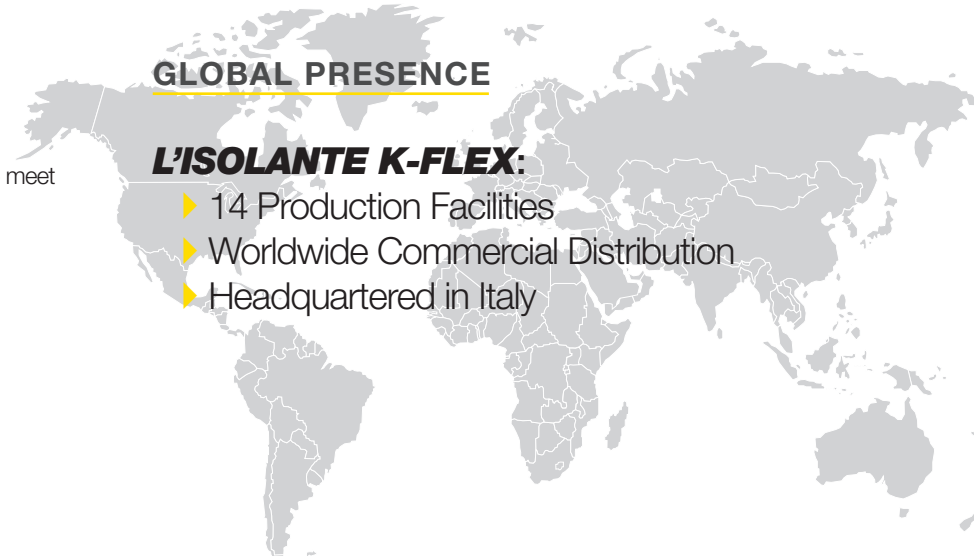 GLOBAL PRESENCE
meet
L'ISOLANTE K-FLEX:
14 Production Facilities
Worldwide Commercial Distribution
Headquartered in Italy